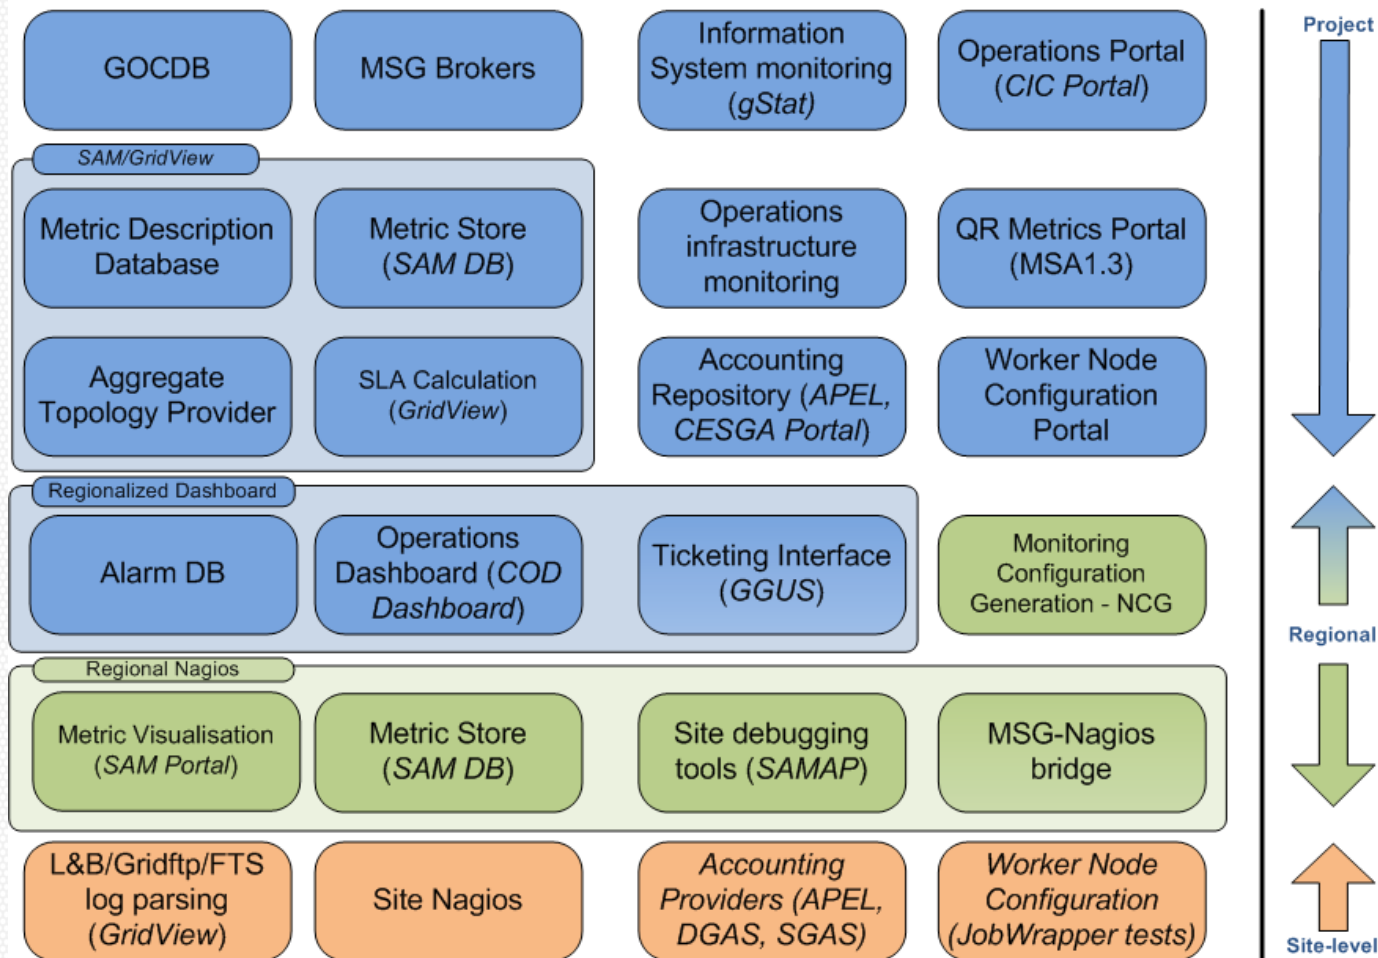 GOCDB
MSG Brokers
Information
System monitoring
(gStat)
Operations Portal
(CIC Portal)
Project
SAM/GridView
Metric Description
Database
Metric Store
(SAM DB)
Operations
infrastructure
monitoring
QR Metrics Portal
(MSA1.3)
Aggregate
Topology Provider
SLA Calculation
(GridView)
Accounting
Repository (APEL,
CESGA Portal)
Worker Node
Configuration
Portal
Regionalized Dashboard
Alarm DB
Operations
Dashboard (COD
Dashboard)
Ticketing Interface
(GGUS)
Monitoring
Configuration
Generation - NCG
Regional
Regional Nagios
Metric Visualisation
(SAM Portal)
Metric Store
(SAM DB)
Site debugging
tools (SAMAP)
MSG-Nagios
bridge
L&B/Gridftp/FTS
log parsing
(GridView)
Site Nagios
Accounting
Providers (APEL,
DGAS, SGAS)
Worker Node
Configuration
(JobWrapper tests)
Site-level